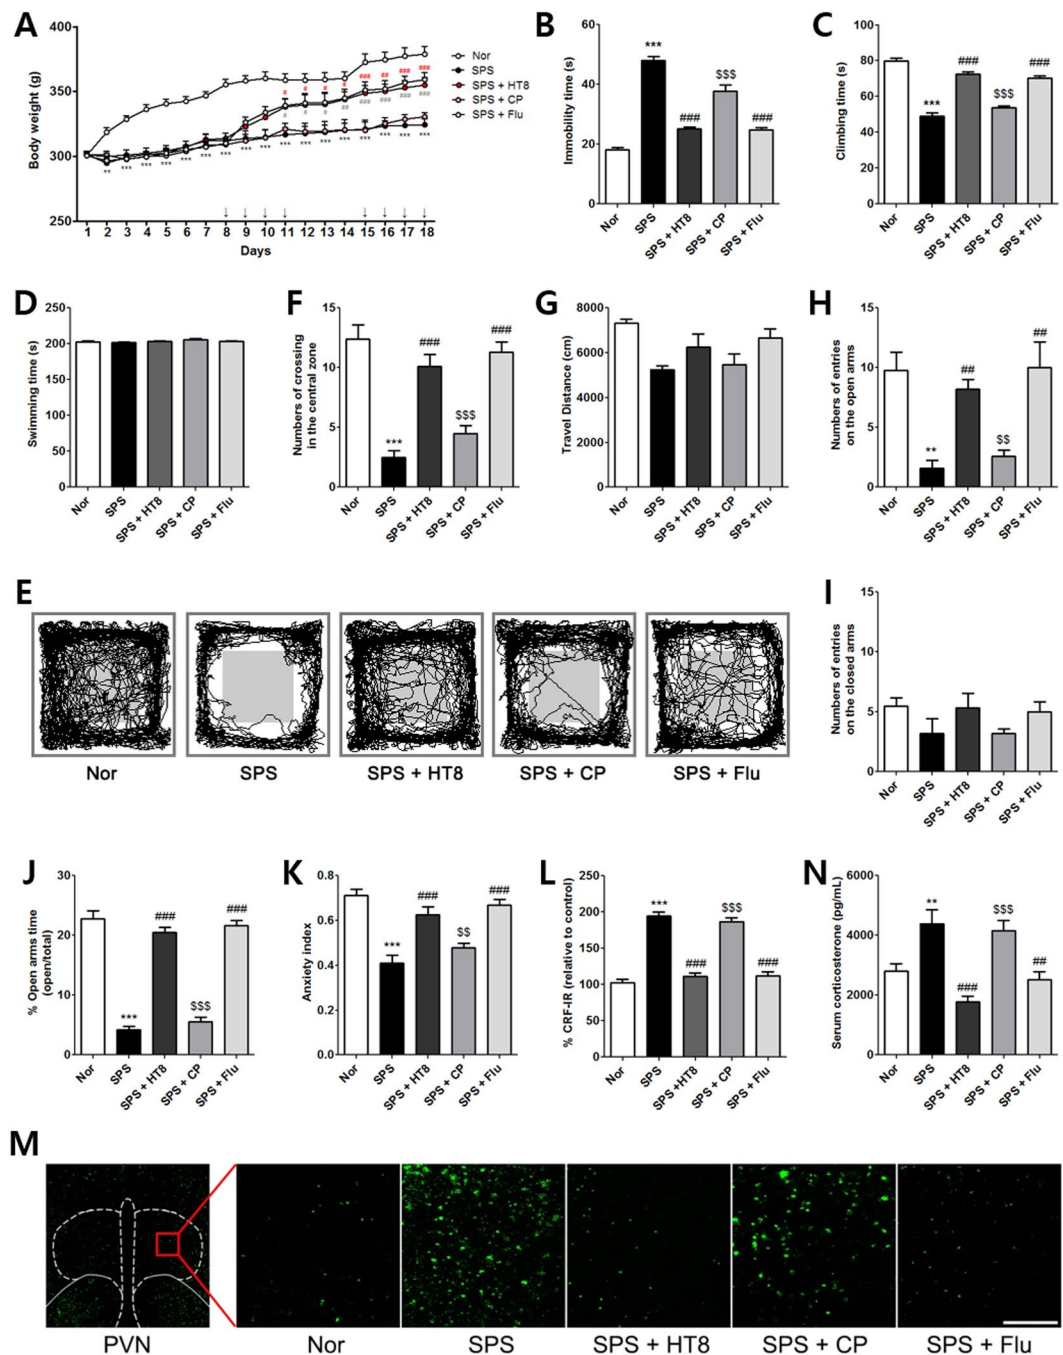 A
Body weight (g)
400
350
300
250
Nor
SPS
SPS + HT8
SPS + CP
SPS + Flu
# # # # ### ## ### ###
# # # ## ### ### ### ###
** *** *** *** *** *** *** *** *** *** *** *** *** *** *** *** ***
↓ ↓ ↓ ↓ ↓ ↓ ↓ ↓
1 2 3 4 5 6 7 8 9 10 11 12 13 14 15 16 17 18
Days
B
Immobility time (s)
60
40
20
0
*** ### $$$ ###
Nor SPS SPS + HT8 SPS + CP SPS + Flu
C
Climbing time (s)
100
80
60
40
20
0
*** ### $$$ ###
Nor SPS SPS + HT8 SPS + CP SPS + Flu
D
Swimming time (s)
250
200
150
100
50
0
Nor SPS SPS + HT8 SPS + CP SPS + Flu
F
Numbers of crossing
in the central zone
15
10
5
0
*** ### $$$ ###
Nor SPS SPS + HT8 SPS + CP SPS + Flu
G
Travel Distance (cm)
8000
6000
4000
2000
0
Nor SPS SPS + HT8 SPS + CP SPS + Flu
H
Numbers of entries
on the open arms
15
10
5
0
** ## $$ ##
Nor SPS SPS + HT8 SPS + CP SPS + Flu
E
Nor SPS SPS + HT8 SPS + CP SPS + Flu
I
Numbers of entries
on the closed arms
15
10
5
0
Nor SPS SPS + HT8 SPS + CP SPS + Flu
J
% Open arms time
(open/total)
30
20
10
0
*** ### $$$ ###
Nor SPS SPS + HT8 SPS + CP SPS + Flu
K
Anxiety index
0.8
0.6
0.4
0.2
0.0
*** ### $$ ###
Nor SPS SPS + HT8 SPS + CP SPS + Flu
L
% CRF-IR (relative to control)
250
200
150
100
50
0
*** ### $$$ ###
Nor SPS SPS + HT8 SPS + CP SPS + Flu
N
Serum corticosterone (pg/mL)
6000
4000
2000
0
** ### $$$ ##
Nor SPS SPS + HT8 SPS + CP SPS + Flu
M
PVN Nor SPS SPS + HT8 SPS + CP SPS + Flu